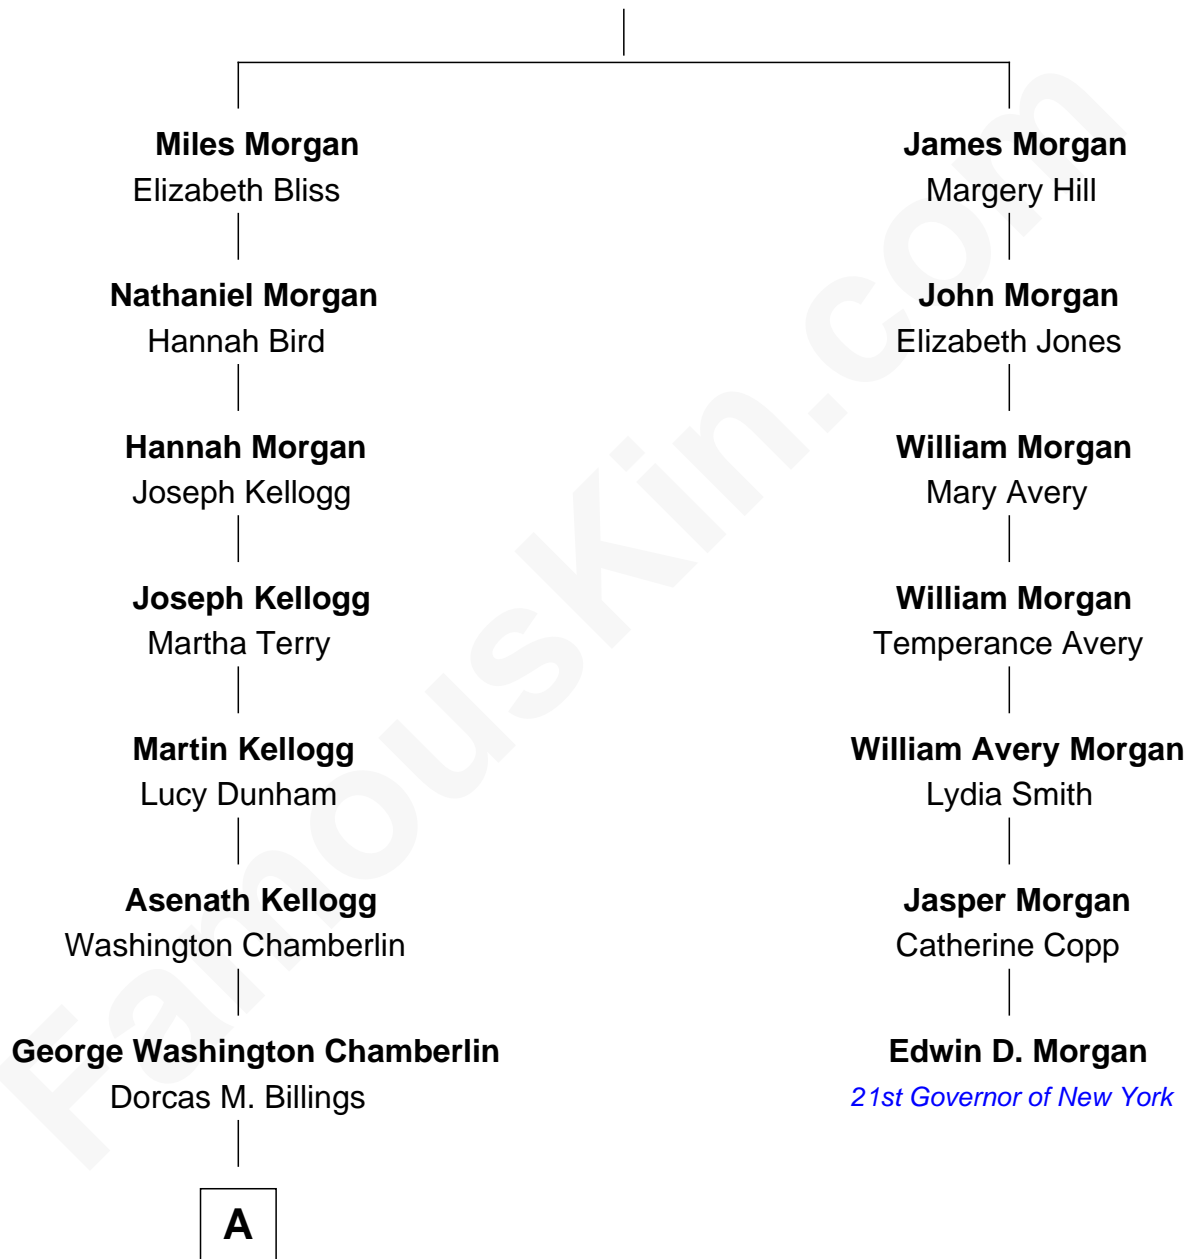 Miles Morgan
Elizabeth Bliss
Nathaniel Morgan
Hannah Bird
Hannah Morgan
Joseph Kellogg
Joseph Kellogg
Martha Terry
Martin Kellogg
Lucy Dunham
Asenath Kellogg
Washington Chamberlin
George Washington Chamberlin
Dorcas M. Billings
A
James Morgan
Margery Hill
John Morgan
Elizabeth Jones
William Morgan
Mary Avery
William Morgan
Temperance Avery
William Avery Morgan
Lydia Smith
Jasper Morgan
Catherine Copp
Edwin D. Morgan
21st Governor of New York
FamousKin.com